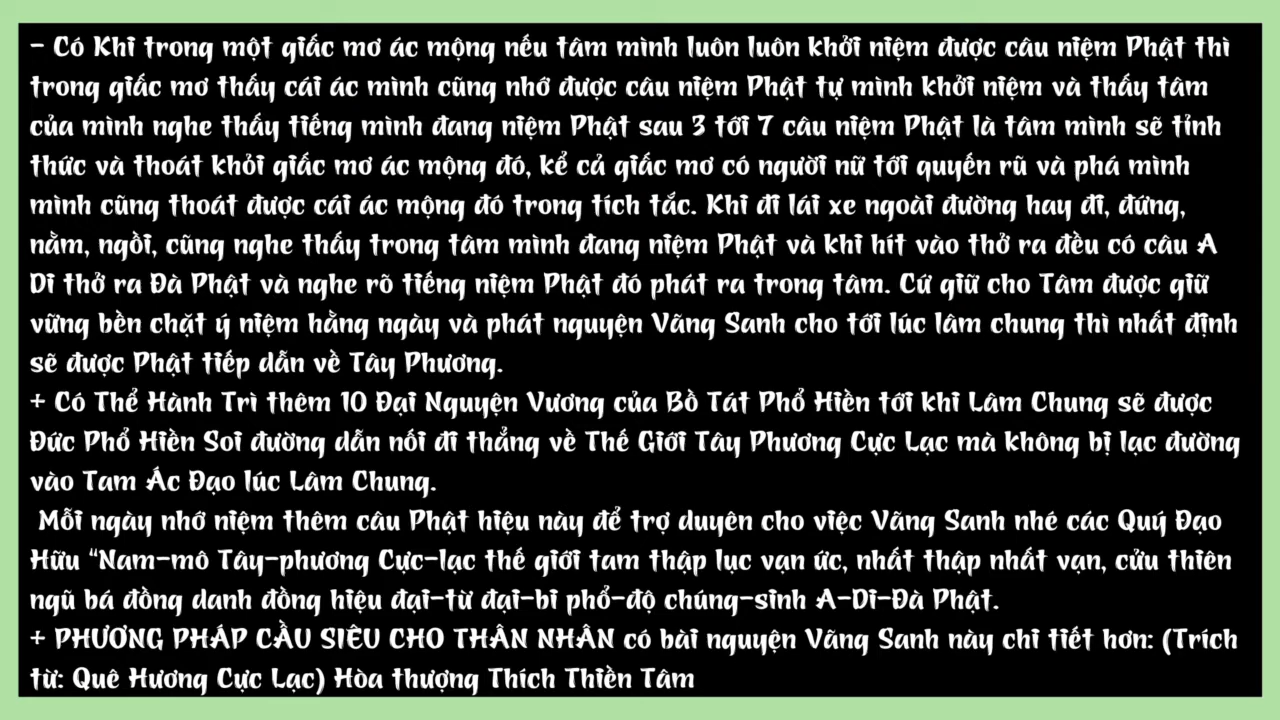 - Có Khi trong một giấc mơ ác mộng nếu tâm mình luôn luôn khởi niệm được câu niệm Phật thì
trong giấc mơ thấy cái ác mình cũng nhớ được câu niệm Phật tự mình khởi niệm và thấy tâm
của mình nghe thấy tiếng mình đang niệm Phật sau 3 tới 7 câu niệm Phật là tâm mình sẽ tỉnh
thức và thoát khỏi giấc mơ ác mộng đó, kể cả giấc mơ có người nữ tới quyến rũ và phá mình
mình cũng thoát được cái ác mộng đó trong tích tắc. Khi đi lái xe ngoài đường hay đi, đứng,
nằm, ngồi, cũng nghe thấy trong tâm mình đang niệm Phật và khi hít vào thở ra đều có câu A
Di thở ra Đà Phật và nghe rõ tiếng niệm Phật đó phát ra trong tâm. Cứ giữ cho Tâm được giữ
vững bền chặt ý niệm hằng ngày và phát nguyện Vãng Sanh cho tới lúc lâm chung thì nhất định
sẽ được Phật tiếp dẫn về Tây Phương.
+ Có Thể Hành Trì thêm 10 Đại Nguyện Vương của Bồ Tát Phổ Hiền tới khi Lâm Chung sẽ được
Đức Phổ Hiền Soi đường dẫn nối đi thẳng về Thế Giới Tây Phương Cực Lạc mà không bị lạc đường
vào Tam Ác Đạo lúc Lâm Chung.
Mỗi ngày nhớ niệm thêm câu Phật hiệu này để trợ duyên cho việc Vãng Sanh nhé các Quý Đạo
Hữu “Nam-mô Tây-phương Cực-lạc thế giới tam thập lục vạn ức, nhất thập nhất vạn, cửu thiên
ngũ bá đồng danh đồng hiệu đại-từ đại-bi phổ-độ chúng-sinh A-Di-Đà Phật.
+ PHƯƠNG PHÁP CẦU SIÊU CHO THÂN NHÂN có bài nguyện Vãng Sanh này chi tiết hơn: (Trích
từ: Quê Hương Cực Lạc) Hòa thượng Thích Thiền Tâm